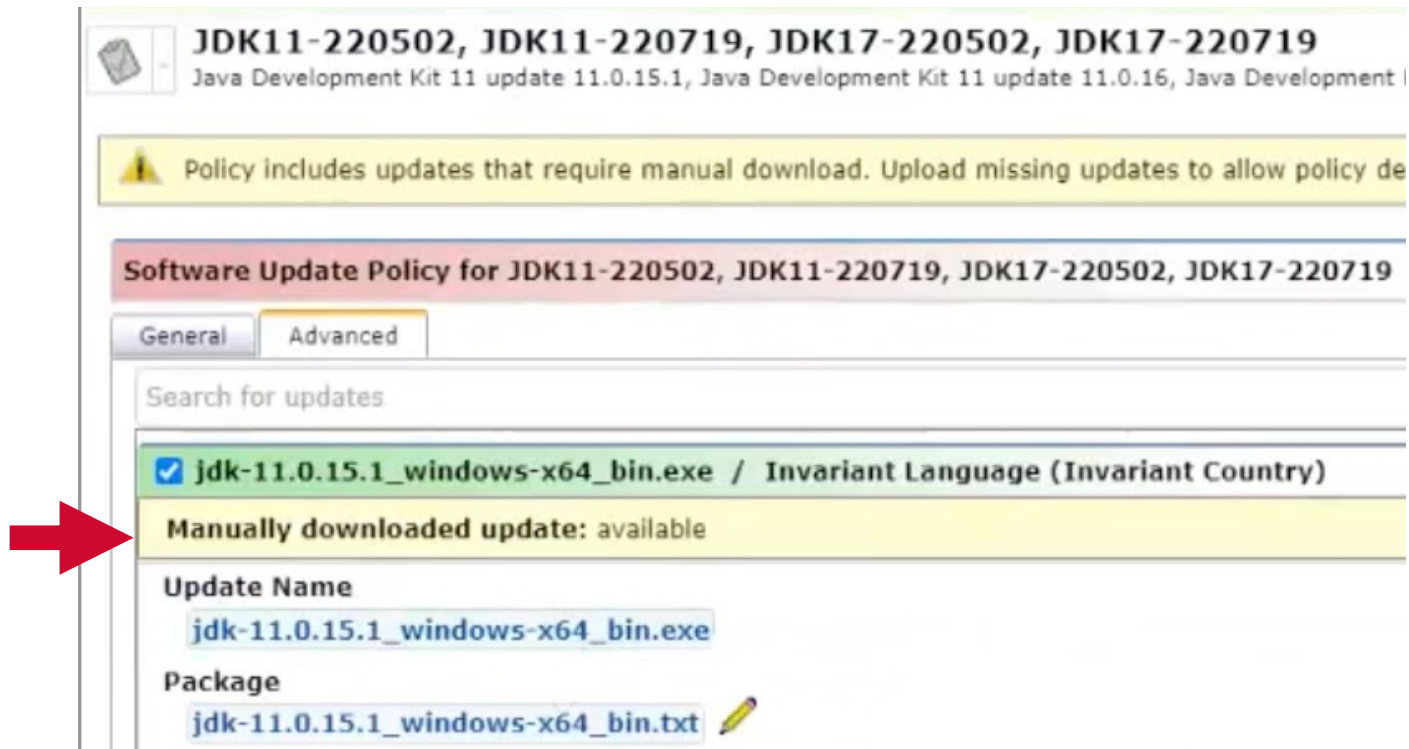 JDK11-220502, JDK11-220719, JDK17-220502, JDK17-220719
Java Development Kit 11 update 11.0.15.1, Java Development Kit 11 update 11.0.16, Java Development
Policy includes updates that require manual download. Upload missing updates to allow policy de
Software Update Policy for JDK11-220502, JDK11-220719, JDK17-220502, JDK17-220719
General Advanced
Search for updates
jdk-11.0.15.1_windows-x64_bin.exe / Invariant Language (Invariant Country)
Manually downloaded update: available
Update Name
jdk-11.0.15.1_windows-x64_bin.exe
Package
jdk-11.0.15.1_windows-x64_bin.txt